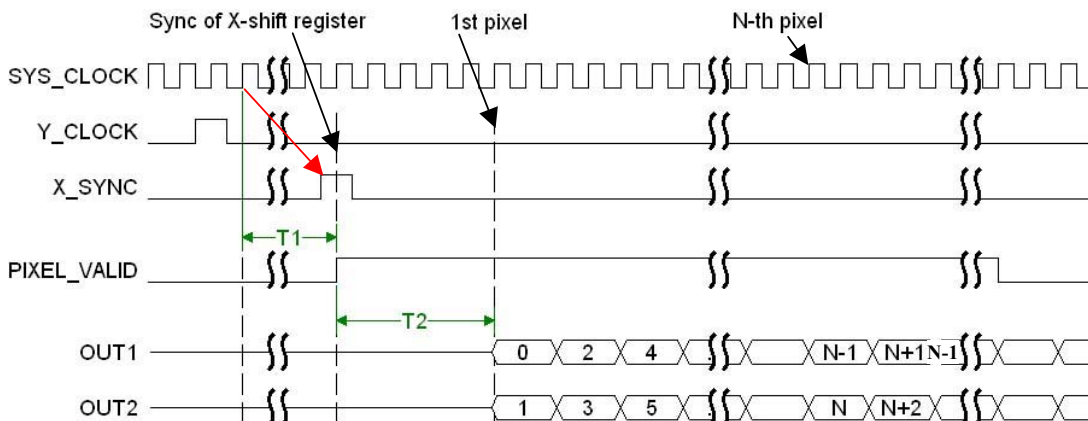 Sync of X-shift register 1st pixel N-th pixel
SYS_CLOCK
Y_CLOCK
X_SYNC
T1
PIXEL_VALID
T2
OUT1 0 2 4 N-1 N+1 N-1
OUT2 1 3 5 N N+2